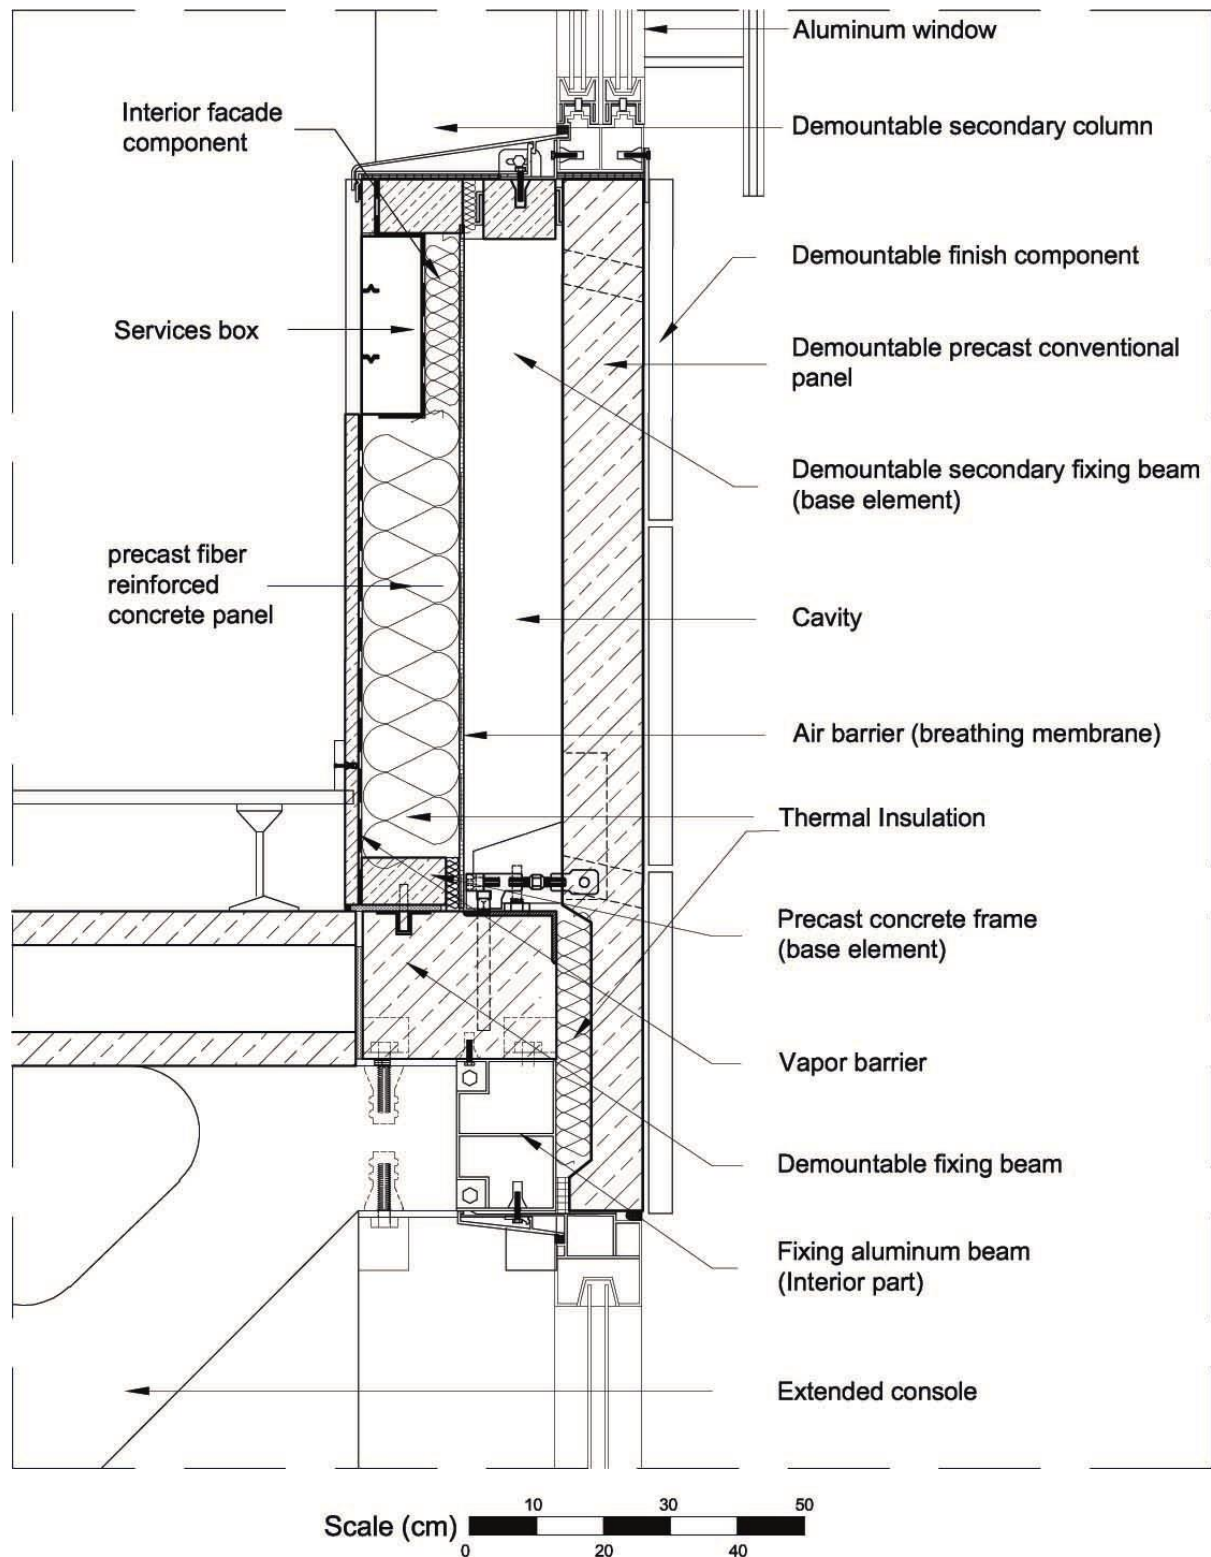 Aluminum window
Interior facade
component
Demountable secondary column
Demountable finish component
Services box
Demountable precast conventional
panel
Demountable secondary fixing beam
(base element)
precast fiber
reinforced
concrete panel
Cavity
Air barrier (breathing membrane)
Thermal Insulation
Precast concrete frame
(base element)
Vapor barrier
Demountable fixing beam
Fixing aluminum beam
(Interior part)
Extended console
10 30 50
Scale (cm)
0 20 40